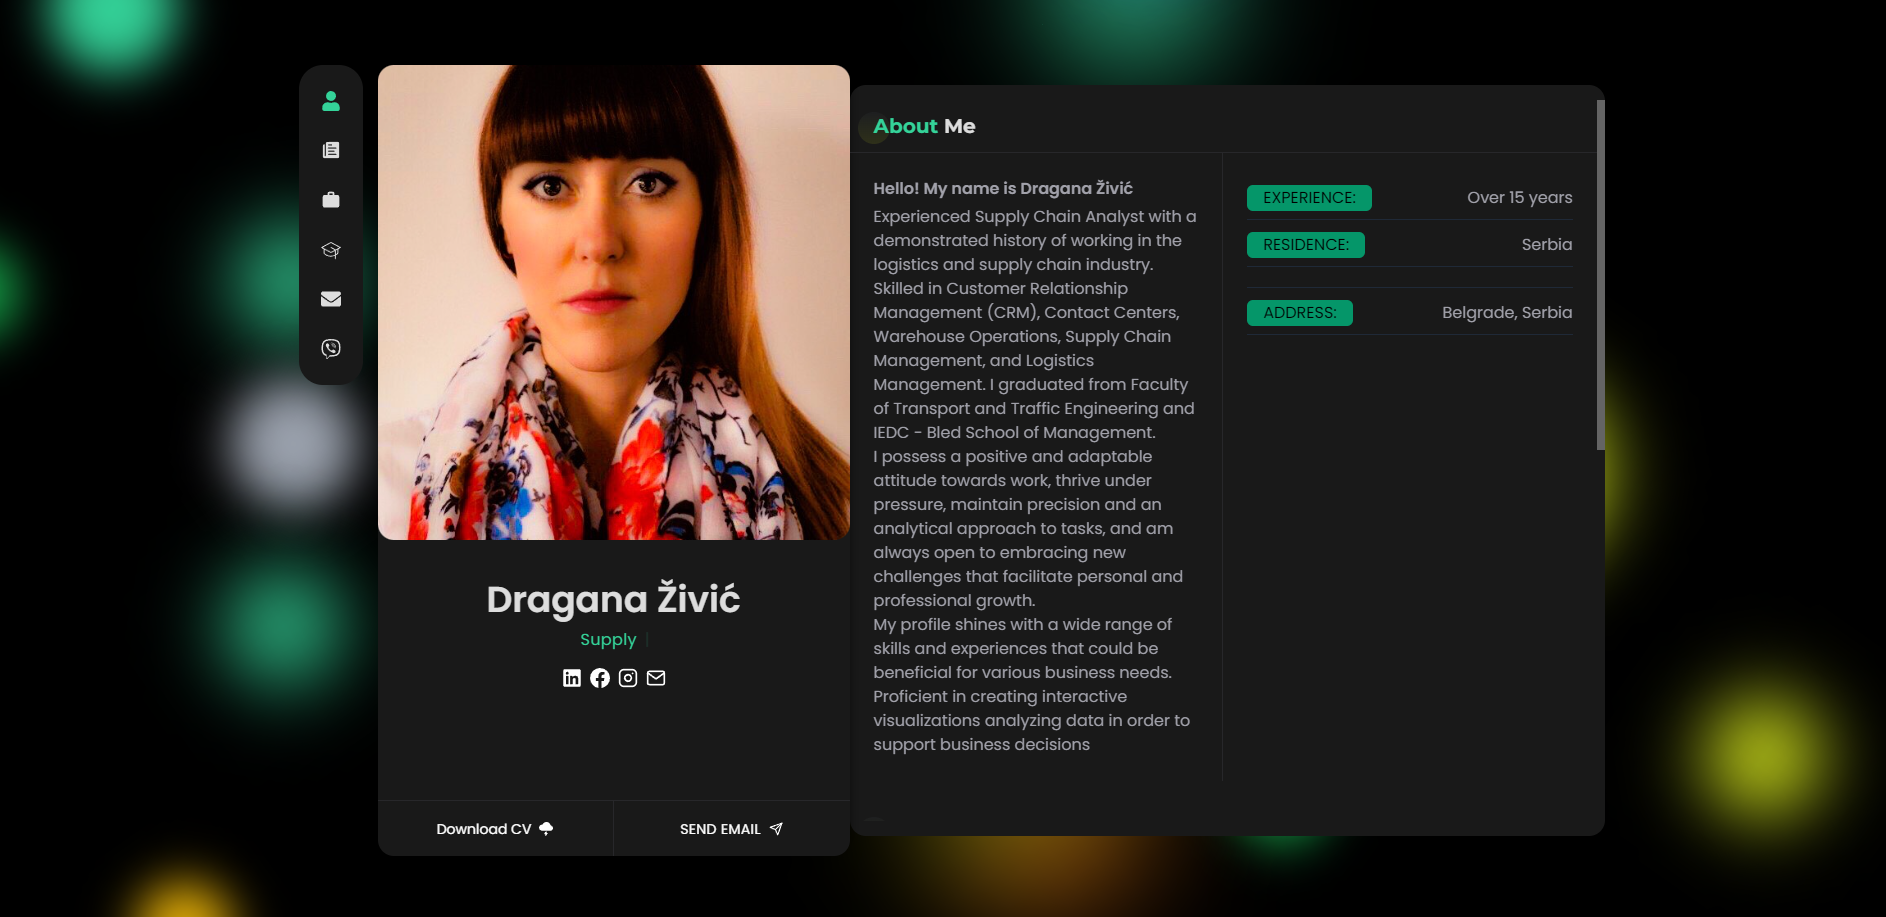 Dragana Živić
Supply
Download CV
SEND EMAIL
About Me
Hello! My name is Dragana Živić
Experienced Supply Chain Analyst with a
demonstrated history of working in the
logistics and supply chain industry.
Skilled in Customer Relationship
Management (CRM), Contact Centers,
Warehouse Operations, Supply Chain
Management, and Logistics
Management. I graduated from Faculty
of Transport and Traffic Engineering and
IEDC - Bled School of Management.
I possess a positive and adaptable
attitude towards work, thrive under
pressure, maintain precision and an
analytical approach to tasks, and am
always open to embracing new
challenges that facilitate personal and
professional growth.
My profile shines with a wide range of
skills and experiences that could be
beneficial for various business needs.
Proficient in creating interactive
visualizations analyzing data in order to
support business decisions
EXPERIENCE: Over 15 years
RESIDENCE: Serbia
ADDRESS: Belgrade, Serbia